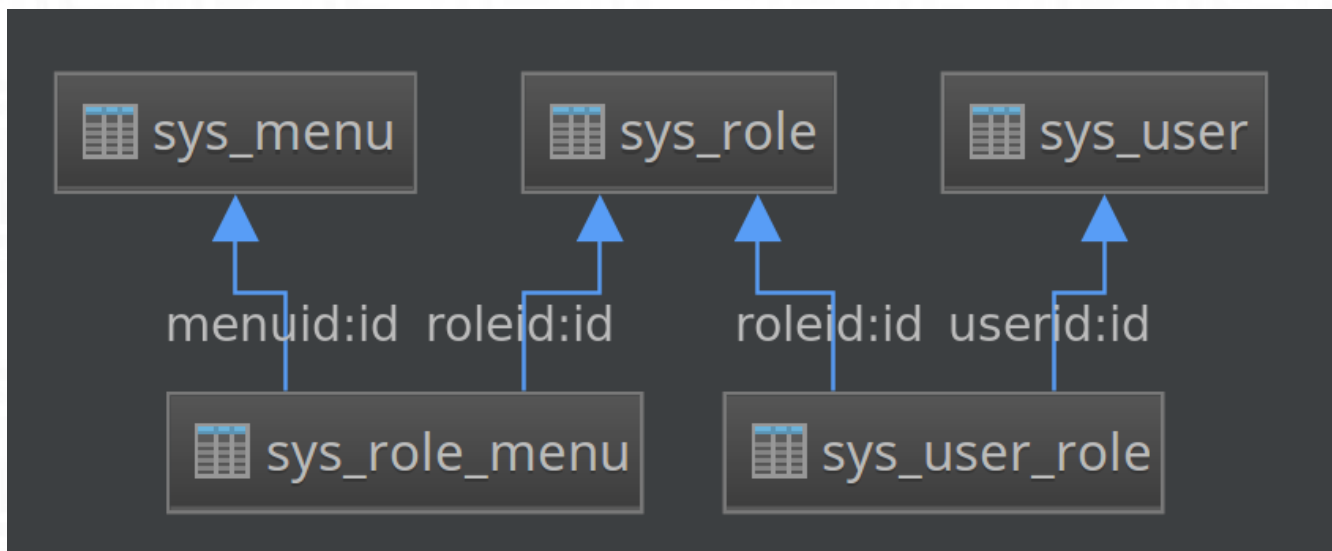 sys_menu sys_role sys_user
menuid:id roleid:id roleid:id userid:id
sys_role_menu sys_user_role